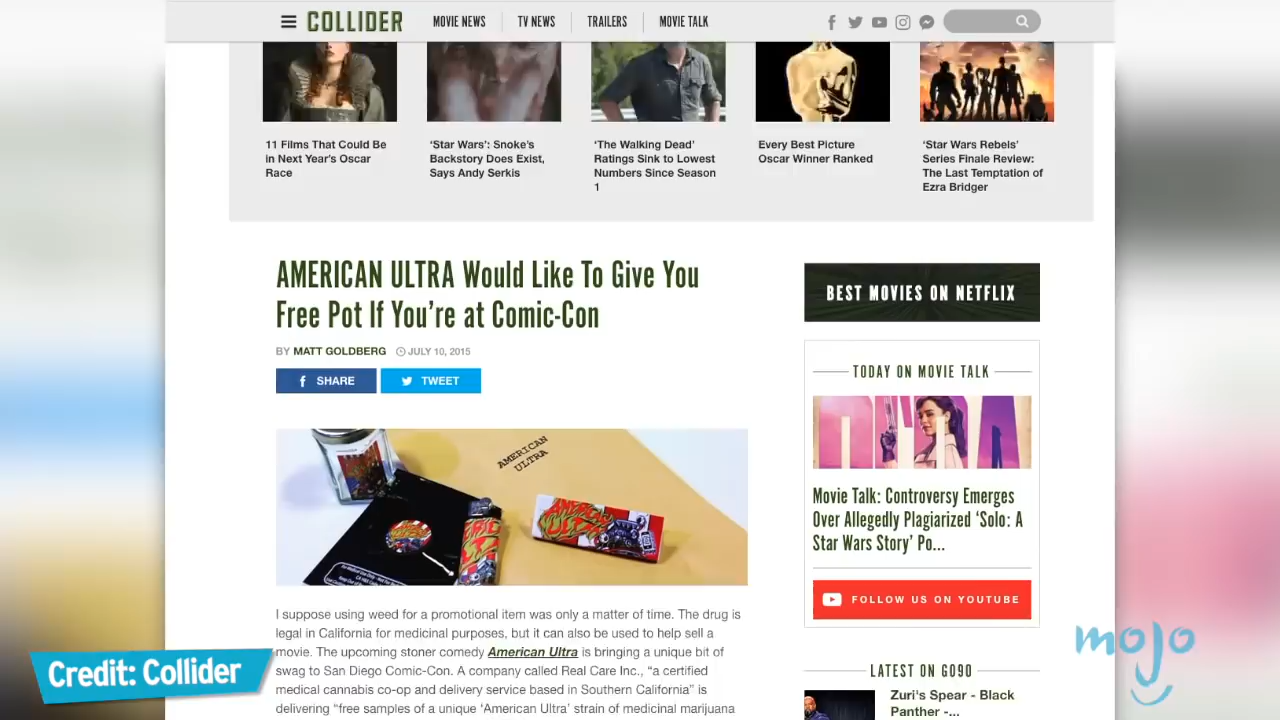 COLLIDER
MOVIE NEWS
TV NEWS
TRAILERS
MOVIE TALK
11 Films That Could Be
in Next Year's Oscar
Race
‘Star Wars’: Snoke’s
Backstory Does Exist,
Says Andy Serkis
‘The Walking Dead’
Ratings Sink to Lowest
Numbers Since Season
1
Every Best Picture
Oscar Winner Ranked
‘Star Wars Rebels’
Series Finale Review:
The Last Temptation of
Ezra Bridger
AMERICAN ULTRA Would Like To Give You
Free Pot If You’re at Comic-Con
BY MATT GOLDBERG JULY 10, 2015
SHARE
TWEET
AMERICAN
ULTRA
AMERICAN
ULTRA
I suppose using weed for a promotional item was only a matter of time. The drug is
legal in California for medicinal purposes, but it can also be used to help sell a
movie. The upcoming stoner comedy American Ultra is bringing a unique bit of
swag to San Diego Comic-Con. A company called Real Care Inc., “a certified
medical cannabis co-op and delivery service based in Southern California” is
delivering “free samples of a unique ‘American Ultra’ strain of medicinal marijuana
BEST MOVIES ON NETFLIX
TODAY ON MOVIE TALK
Movie Talk: Controversy Emerges
Over Allegedly Plagiarized ‘Solo: A
Star Wars Story’ Po...
FOLLOW US ON YOUTUBE
LATEST ON GO90
Zuri's Spear - Black
Panther -...
Credit: Collider
mojo